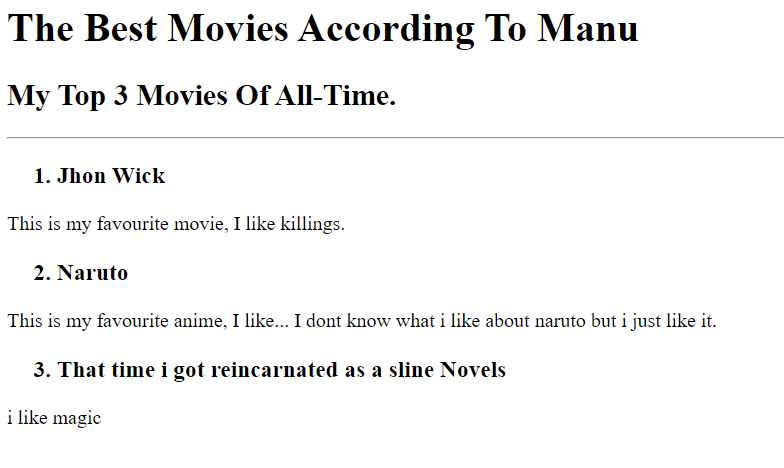 The Best Movies According To Manu
My Top 3 Movies Of All-Time.
1. Jhon Wick
This is my favourite movie, I like killings.
2. Naruto
This is my favourite anime, I like... I dont know what i like about naruto but i just like it.
3. That time i got reincarnated as a sline Novels
i like magic